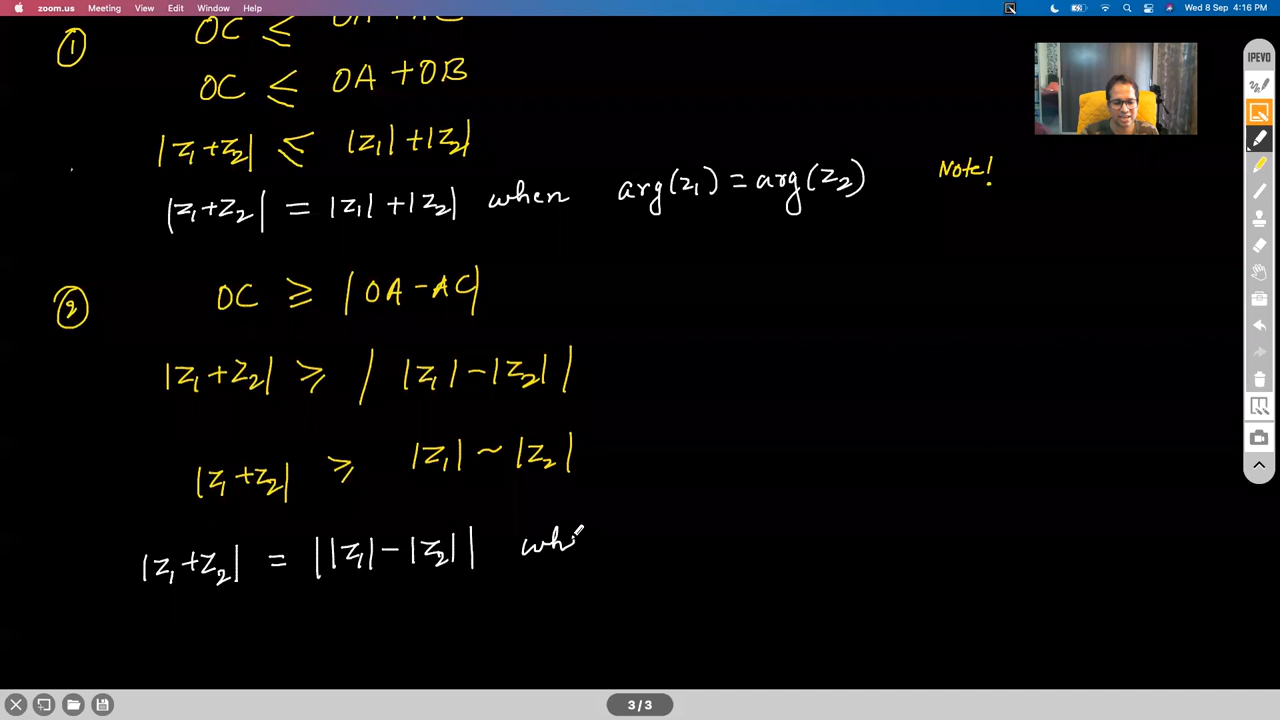 zoom.us Meeting View Edit Window Help Wed 8 Sep 4:16 PM
IPEVO
① OC ≤
OC ≤ OA + OB
|z₁+z₂| ≤ |z₁|+|z₂|
Note!
|z₁+z₂| = |z₁|+|z₂| when arg(z₁) = arg(z₂)
② OC ≥ |OA-AC|
|z₁+z₂| ≥ | |z₁|-|z₂| |
|z₁+z₂| ≥ |z₁| ~ |z₂|
|z₁+z₂| = ||z₁|-|z₂|| whi
3/3